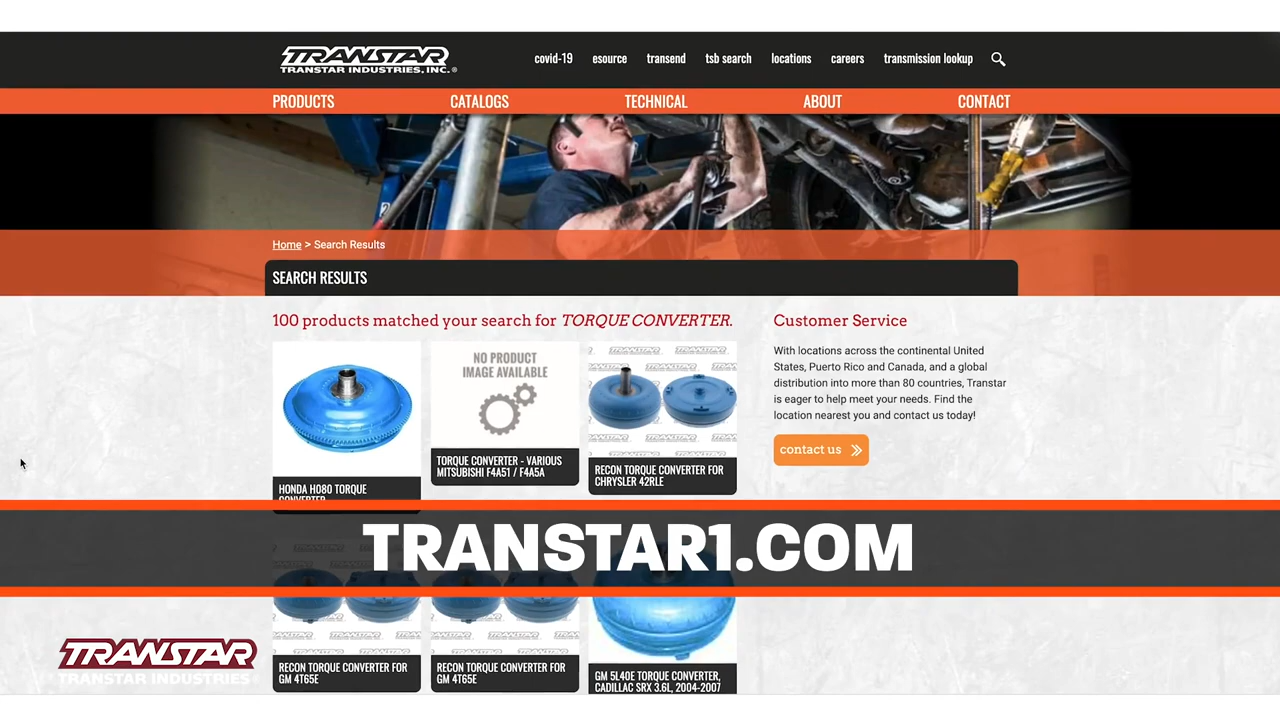 TRANSTAR
TRANSTAR INDUSTRIES, INC.®
covid-19 esource transend tsb search locations careers transmission lookup
PRODUCTS CATALOGS TECHNICAL ABOUT CONTACT
Home > Search Results
SEARCH RESULTS
100 products matched your search for TORQUE CONVERTER.
NO PRODUCT
IMAGE AVAILABLE
HONDA H080 TORQUE
CONVERTER
TORQUE CONVERTER - VARIOUS
MITSUBISHI F4A51 / F4A5A
RECON TORQUE CONVERTER FOR
CHRYSLER 42RLE
Customer Service
With locations across the continental United
States, Puerto Rico and Canada, and a global
distribution into more than 80 countries, Transtar
is eager to help meet your needs. Find the
location nearest you and contact us today!
contact us
TRANSTAR1.COM
RECON TORQUE CONVERTER FOR
GM 4T65E
RECON TORQUE CONVERTER FOR
GM 4T65E
GM 5L40E TORQUE CONVERTER,
CADILLAC SRX 3.6L, 2004-2007
TRANSTAR
TRANSTAR INDUSTRIES